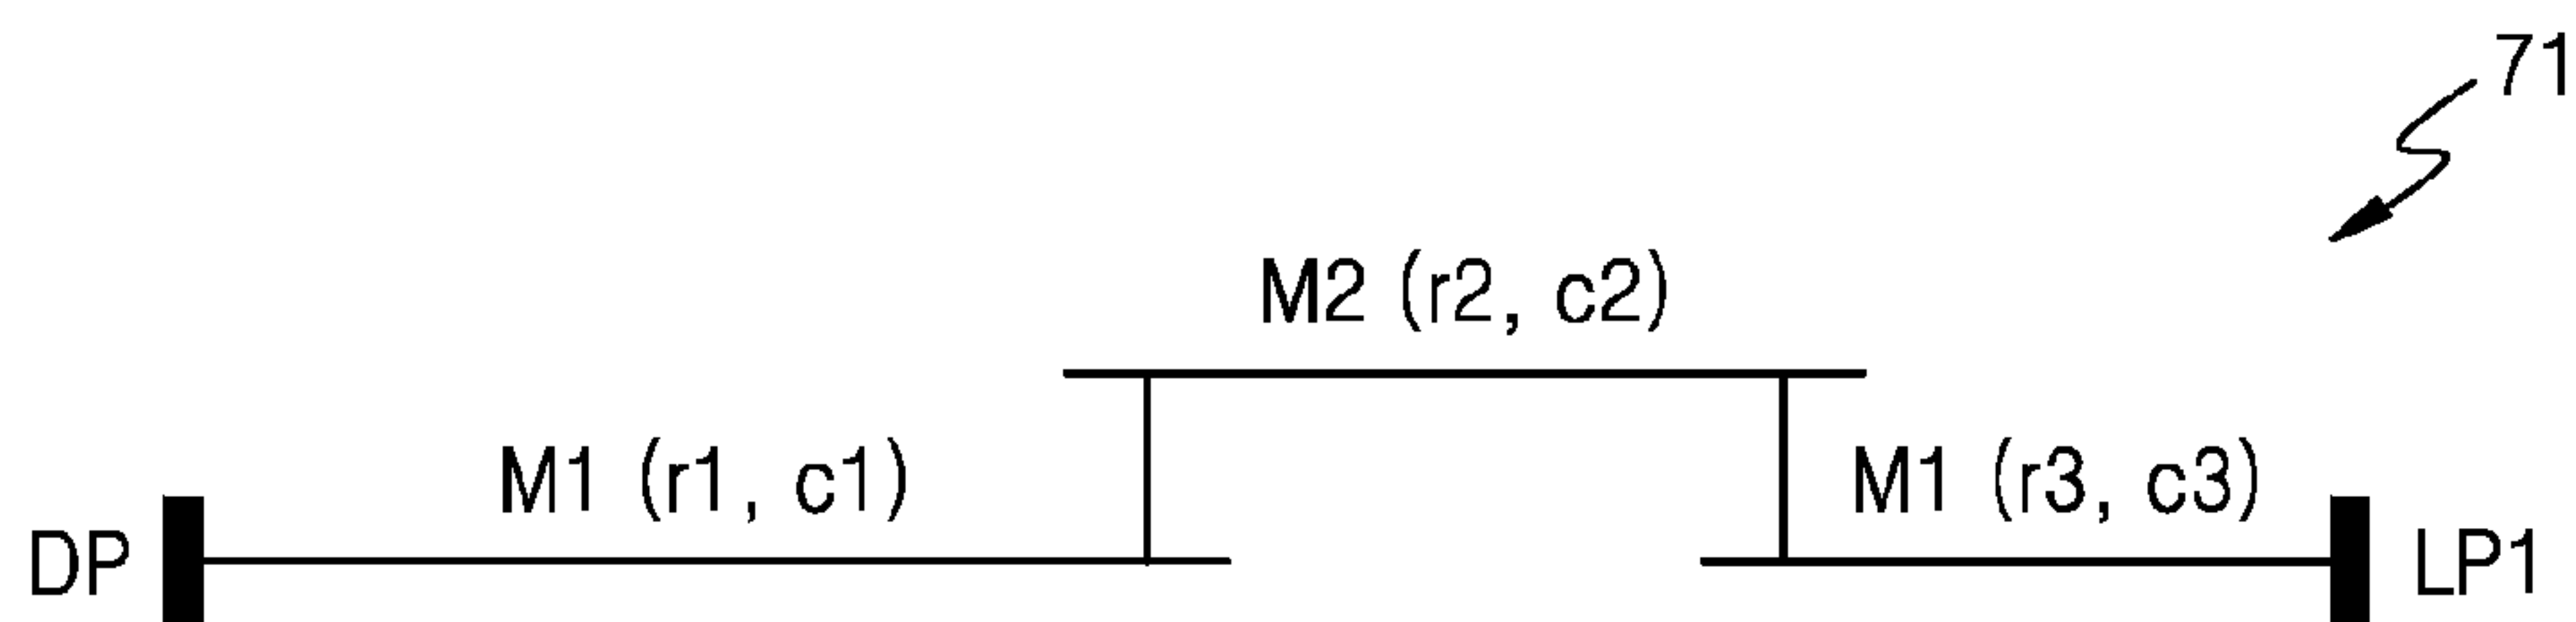 71
M2 (r2, c2)
M1 (r1, c1)
M1 (r3, c3)
DP
LP1